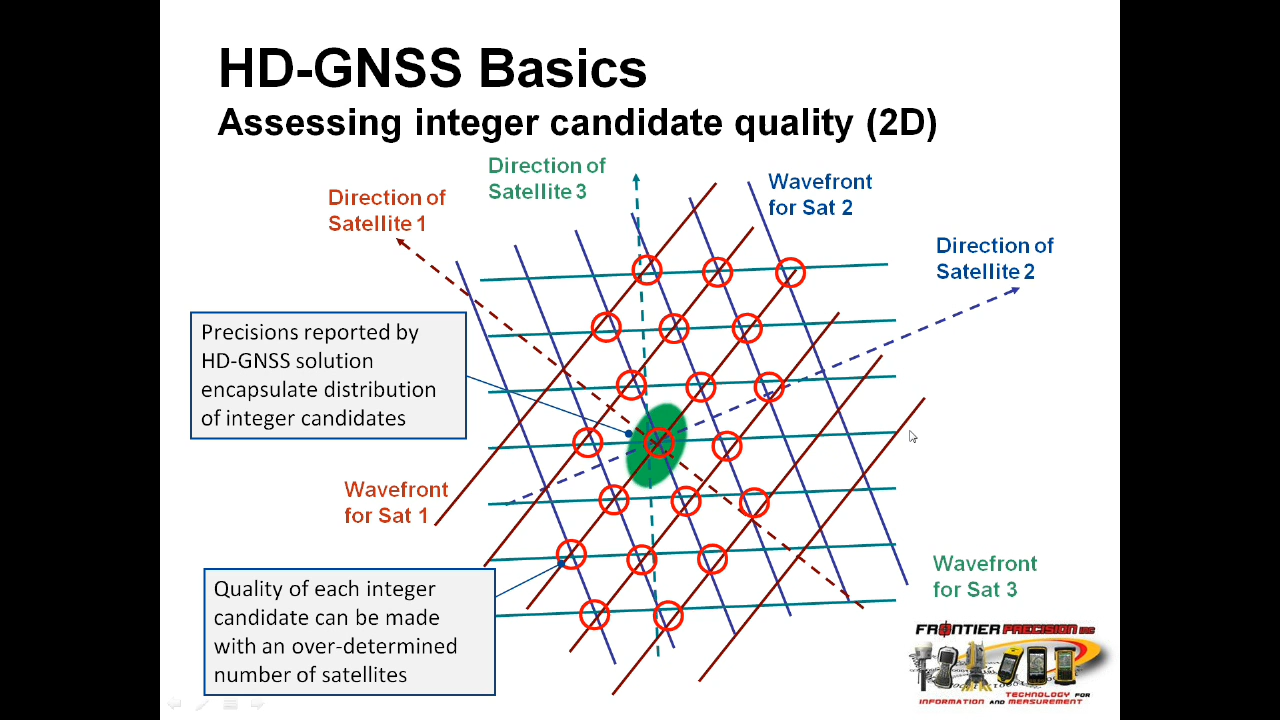 HD-GNSS Basics
Assessing integer candidate quality (2D)
Direction of
Satellite 3
Wavefront
for Sat 2
Direction of
Satellite 1
Direction of
Satellite 2
Precisions reported by
HD-GNSS solution
encapsulate distribution
of integer candidates
Wavefront
for Sat 1
Wavefront
for Sat 3
Quality of each integer
candidate can be made
with an over-determined
number of satellites
FRONTIER PRECISION INC
TECHNOLOGY FOR
INFORMATION AND MEASUREMENT